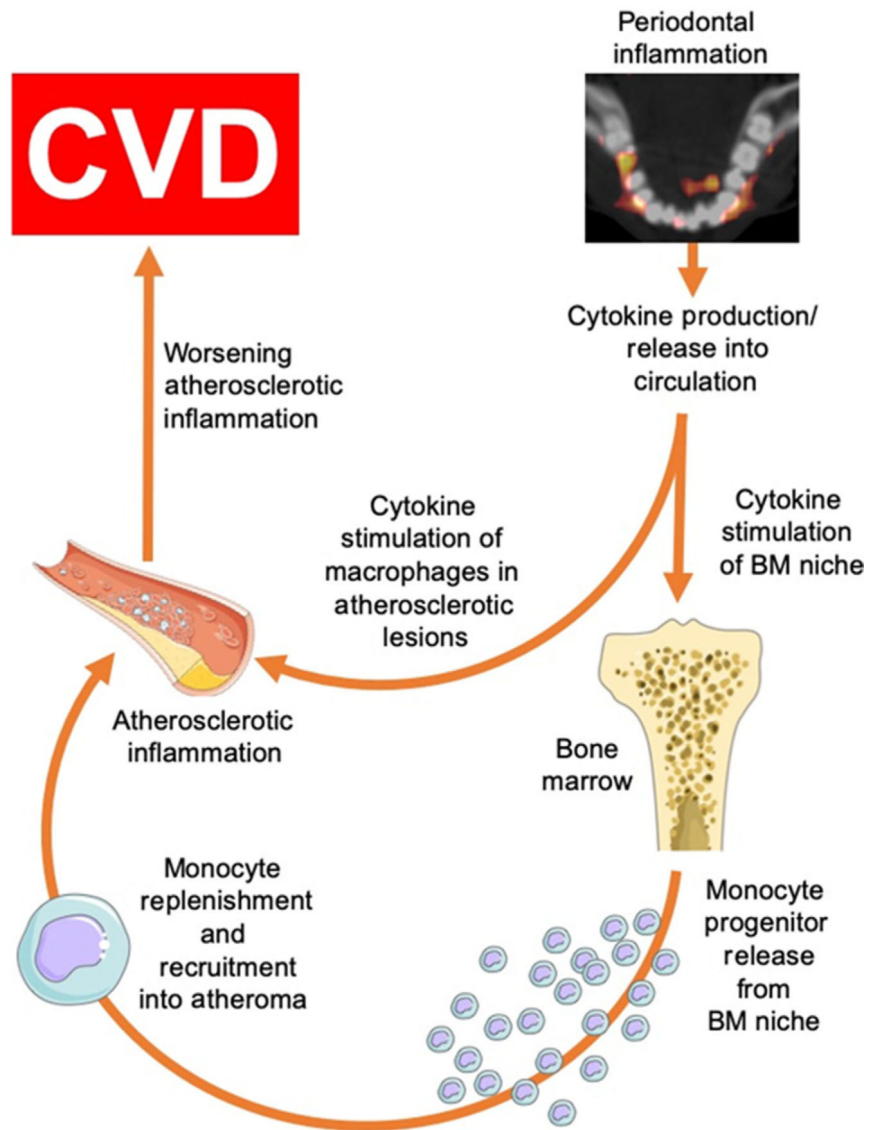 Periodontal
inflammation
CVD
Cytokine production/
release into
circulation
Worsening
atherosclerotic
inflammation
Cytokine
stimulation of
macrophages in
atherosclerotic
lesions
Cytokine
stimulation
of BM niche
Atherosclerotic
inflammation
Bone
marrow
Monocyte
replenishment
and
recruitment
into atheroma
Monocyte
progenitor
release
from
BM niche